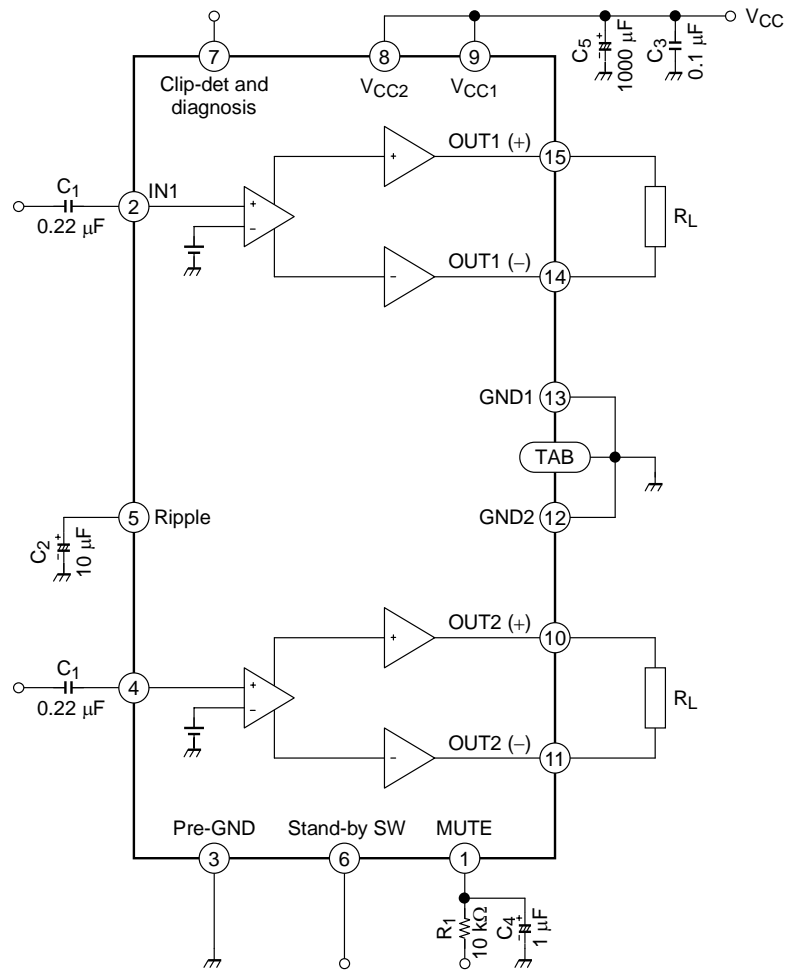 VCC
C5
1000 μF
C3
0.1 μF
+
-
7
8
9
Clip-det and
diagnosis
VCC2
VCC1
C1
0.22 μF
2
IN1
+
-
+
OUT1 (+)
15
RL
-
OUT1 (−)
14
GND1
13
TAB
GND2
12
5
Ripple
C2
10 μF
+
-
C1
0.22 μF
4
+
-
+
OUT2 (+)
10
RL
-
OUT2 (−)
11
Pre-GND
Stand-by SW
MUTE
3
6
1
R1
10 kΩ
C4
1 μF
+
-